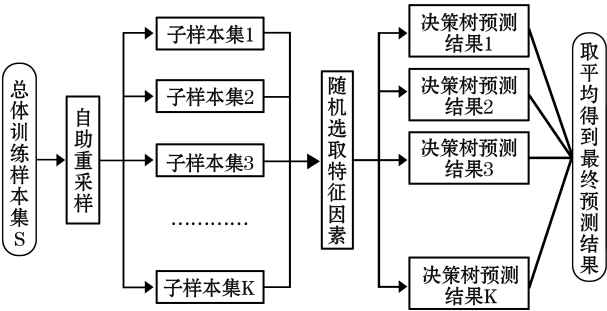 总体训练样本集S
自助重采样
子样本集1
子样本集2
子样本集3
…………
子样本集K
随机选取特征因素
决策树预测
结果1
决策树预测
结果2
决策树预测
结果3
决策树预测
结果K
取平均得到最终预测结果